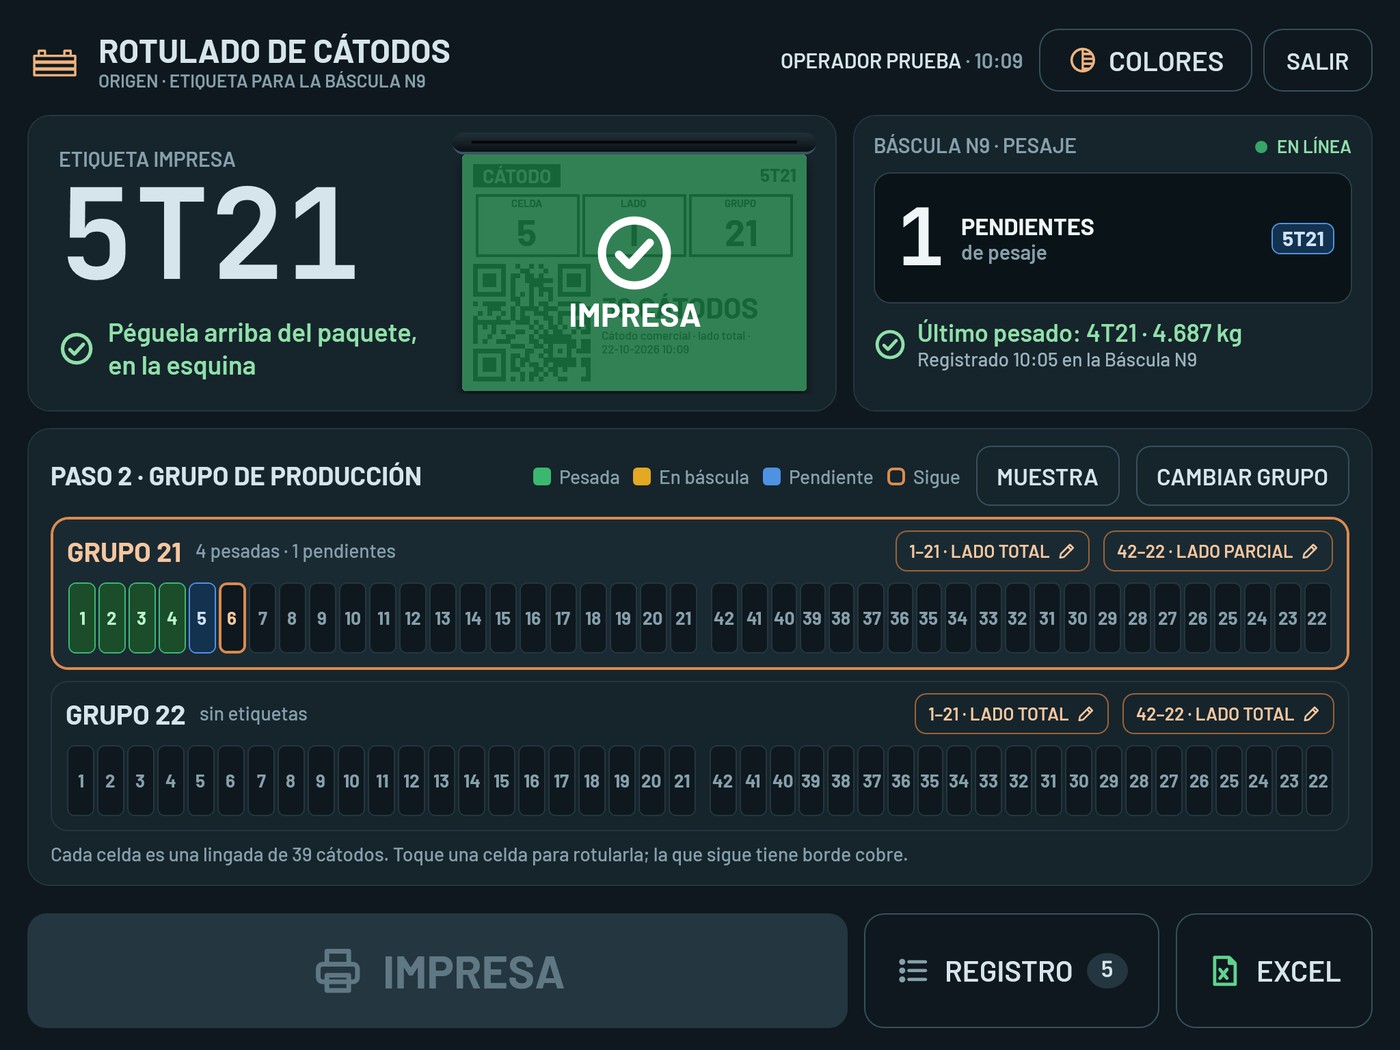 ROTULADO DE CÁTODOS
ORIGEN · ETIQUETA PARA LA BÁSCULA N9
OPERADOR PRUEBA · 10:09
COLORES
SALIR
ETIQUETA IMPRESA
5T21
Péguela arriba del paquete,
en la esquina
CÁTODO 5T21
CELDA LADO GRUPO
5 21
IMPRESA
Cátodo comercial · lado total ·
22-10-2026 10:09
BÁSCULA N9 · PESAJE
EN LÍNEA
1 PENDIENTES
de pesaje
5T21
Último pesado: 4T21 · 4.687 kg
Registrado 10:05 en la Báscula N9
PASO 2 · GRUPO DE PRODUCCIÓN
Pesada En báscula Pendiente Sigue
MUESTRA
CAMBIAR GRUPO
GRUPO 21 4 pesadas · 1 pendientes
1–21 · LADO TOTAL
42–22 · LADO PARCIAL
1 2 3 4 5 6 7 8 9 10 11 12 13 14 15 16 17 18 19 20 21 42 41 40 39 38 37 36 35 34 33 32 31 30 29 28 27 26 25 24 23 22
GRUPO 22 sin etiquetas
1–21 · LADO TOTAL
42–22 · LADO TOTAL
1 2 3 4 5 6 7 8 9 10 11 12 13 14 15 16 17 18 19 20 21 42 41 40 39 38 37 36 35 34 33 32 31 30 29 28 27 26 25 24 23 22
Cada celda es una lingada de 39 cátodos. Toque una celda para rotularla; la que sigue tiene borde cobre.
IMPRESA
REGISTRO 5
EXCEL